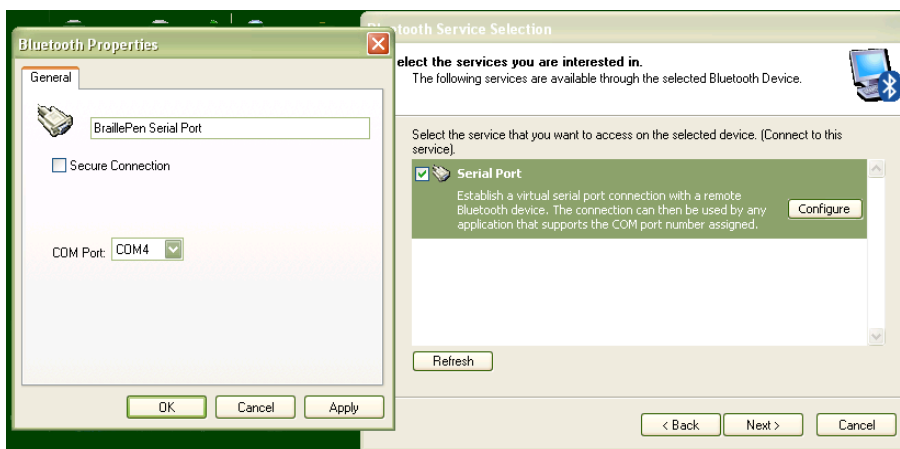 Bluetooth Properties
General
BraillePen Serial Port
Secure Connection
COM Port: COM4
OK Cancel Apply
tooth Service Selection
elect the services you are interested in.
The following services are available through the selected Bluetooth Device.
Select the service that you want to access on the selected device. (Connect to this
service).
Serial Port
Establish a virtual serial port connection with a remote
Bluetooth device. The connection can then be used by any
application that supports the COM port number assigned.
Configure
Refresh
< Back Next > Cancel